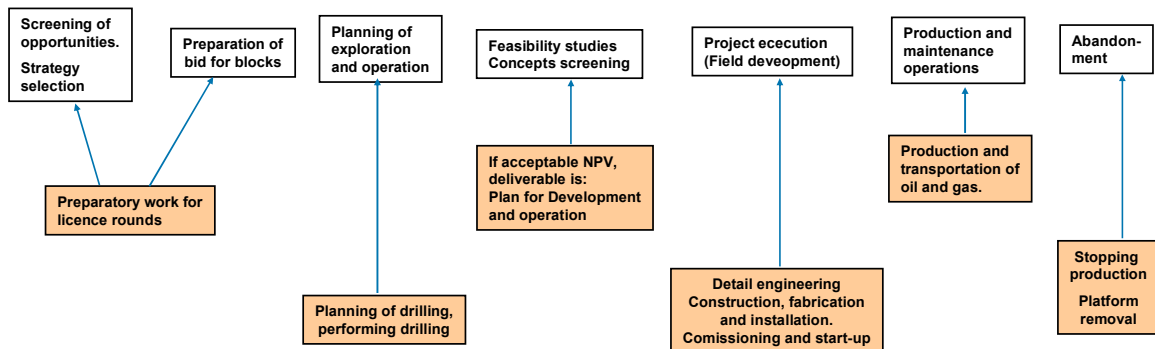 Screening of
opportunities.
Strategy
selection
Preparation of
bid for blocks
Planning of
exploration
and operation
Feasibility studies
Concepts screening
Project ececution
(Field deveopment)
Production and
maintenance
operations
Abandon-
ment
Preparatory work for
licence rounds
Planning of drilling,
performing drilling
If acceptable NPV,
deliverable is:
Plan for Development
and operation
Detail engineering
Construction, fabrication
and installation.
Comissioning and start-up
Production and
transportation of
oil and gas.
Stopping
production
Platform
removal